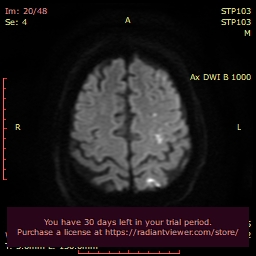 Im: 20/48
Se: 4
A
STP103
STP103
M
Ax DWI B 1000
R
L
You have 30 days left in your trial period.
Purchase a license at https://radiantviewer.com/store/